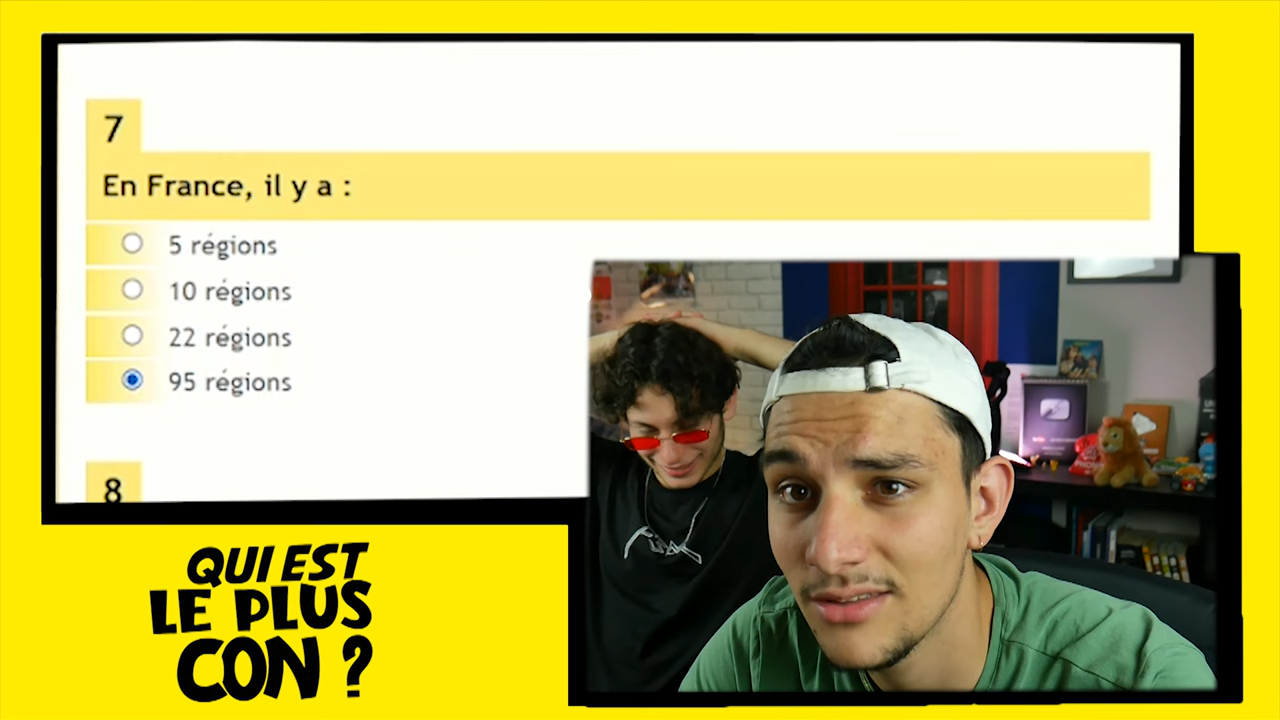 7
En France, il y a :
5 régions
10 régions
22 régions
95 régions
8
QUI EST
LE PLUS
CON ?